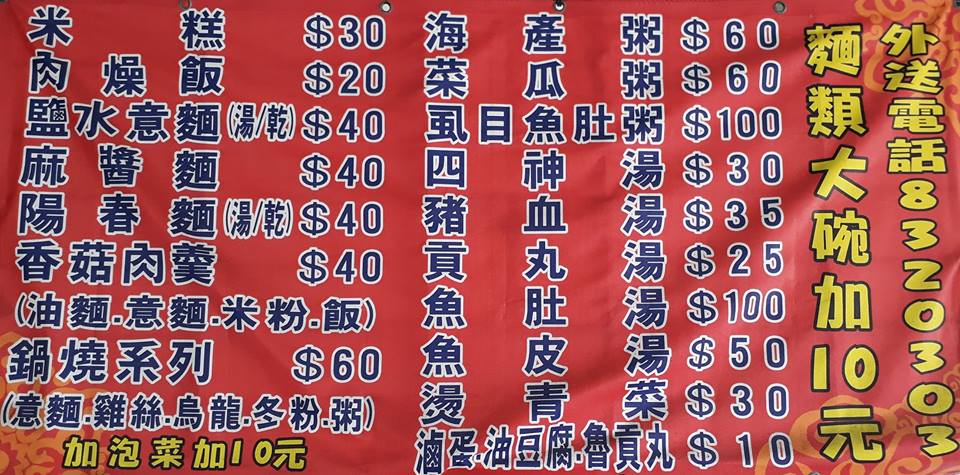 米糕 $30
肉燥飯 $20
鹽水意麵(湯/乾) $40
麻醬麵 $40
陽春麵(湯/乾) $40
香菇肉羹 $40
(油麵.意麵.米粉.飯)
鍋燒系列 $60
(意麵.雞絲.烏龍.冬粉.粥)
加泡菜加10元
海產粥 $60
菜瓜粥 $60
虱目魚肚粥 $100
四神湯 $30
豬血湯 $35
貢丸湯 $25
魚肚湯 $100
魚皮湯 $50
燙青菜 $30
滷蛋.油豆腐.魯貢丸 $10
麵類大碗加10元
外送電話8320303